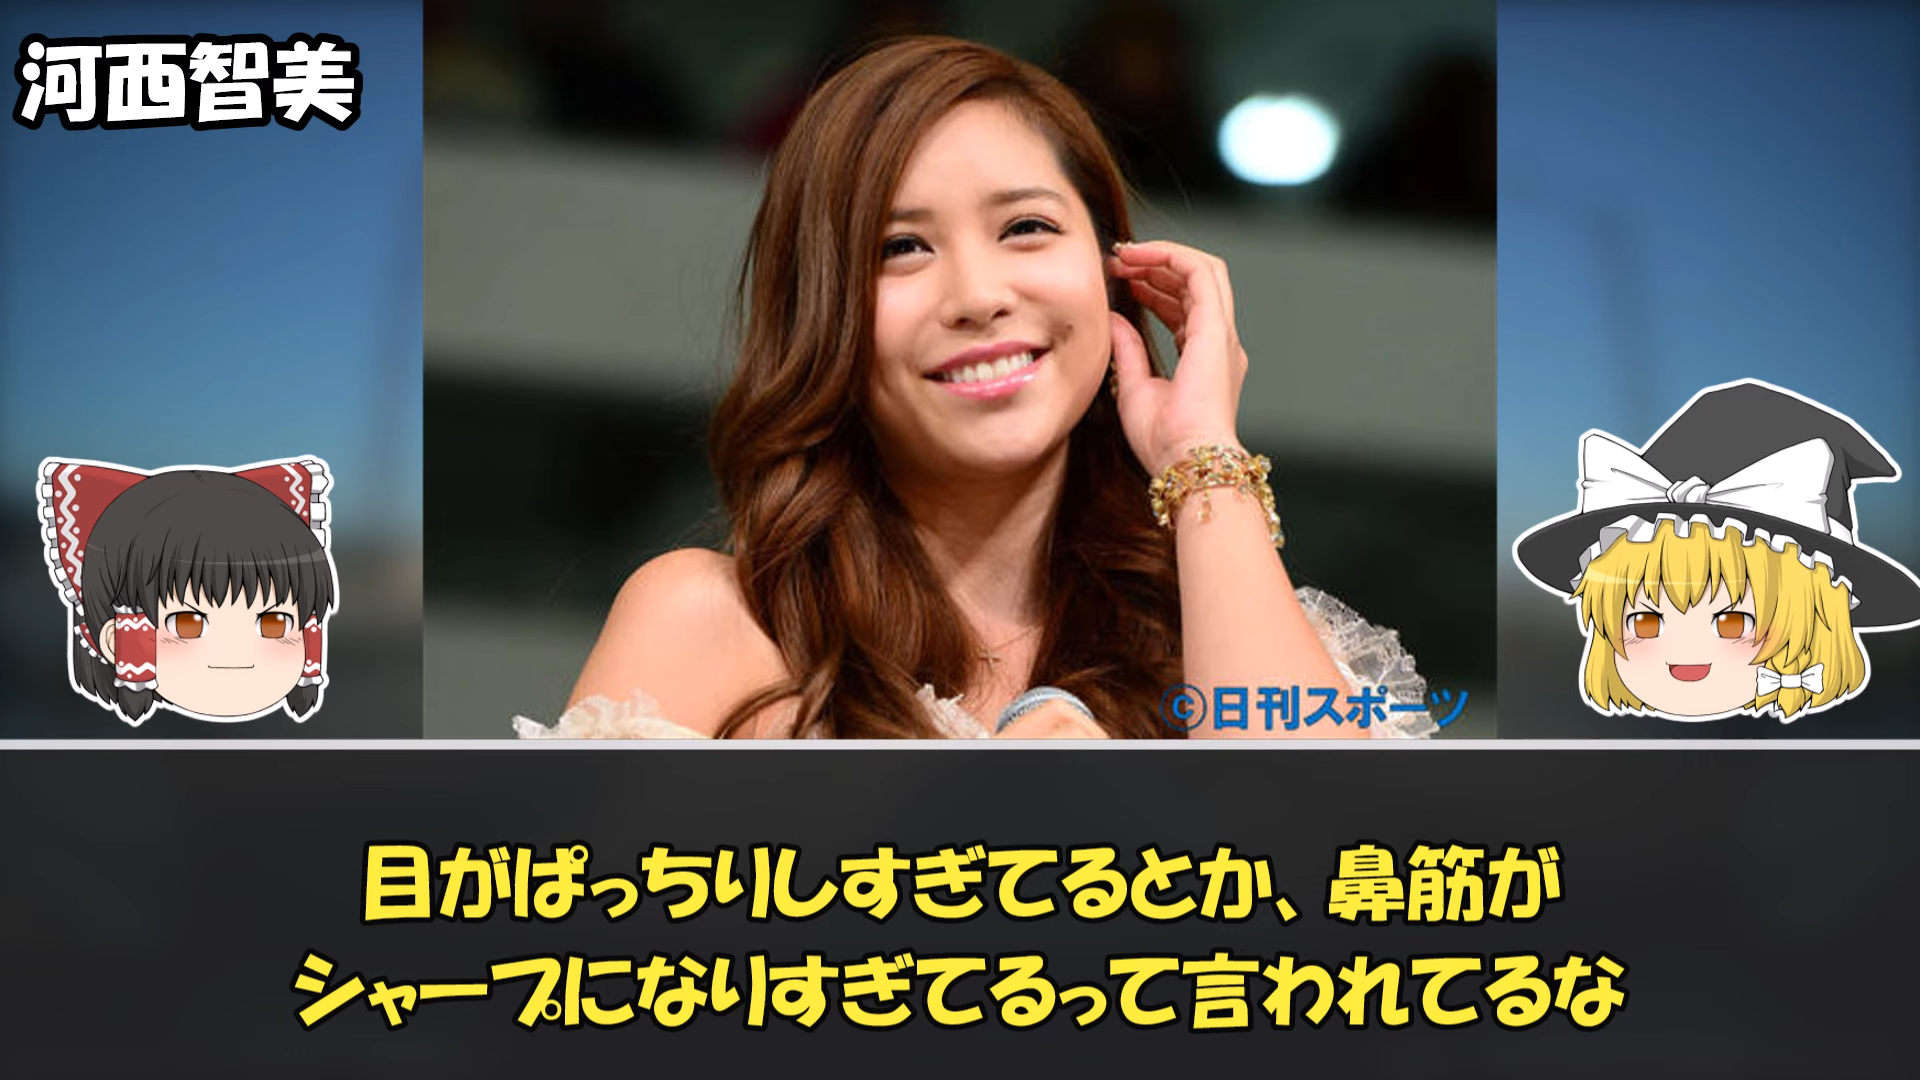 河西智美
©日刊スポーツ
目がぱっちりしすぎてるとか、鼻筋が
シャープになりすぎてるって言われてるな